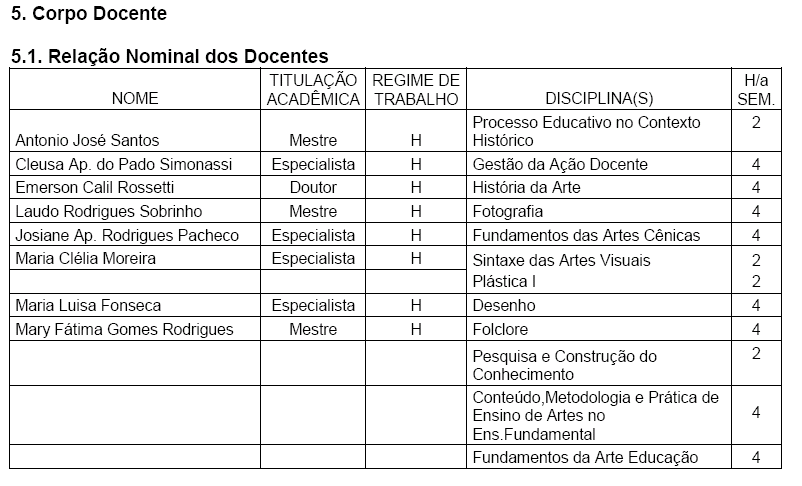 5. Corpo Docente
5.1. Relação Nominal dos Docentes
NOME TITULAÇÃO ACADÊMICA REGIME DE TRABALHO DISCIPLINA(S) H/a SEM.
Antonio José Santos Mestre H Processo Educativo no Contexto Histórico 2
Cleusa Ap. do Pado Simonassi Especialista H Gestão da Ação Docente 4
Emerson Calil Rossetti Doutor H História da Arte 4
Laudo Rodrigues Sobrinho Mestre H Fotografia 4
Josiane Ap. Rodrigues Pacheco Especialista H Fundamentos das Artes Cênicas 4
Maria Clélia Moreira Especialista H Sintaxe das Artes Visuais 2
Plástica I 2
Maria Luisa Fonseca Especialista H Desenho 4
Mary Fátima Gomes Rodrigues Mestre H Folclore 4
Pesquisa e Construção do Conhecimento 2
Conteúdo,Metodologia e Prática de Ensino de Artes no Ens.Fundamental 4
Fundamentos da Arte Educação 4